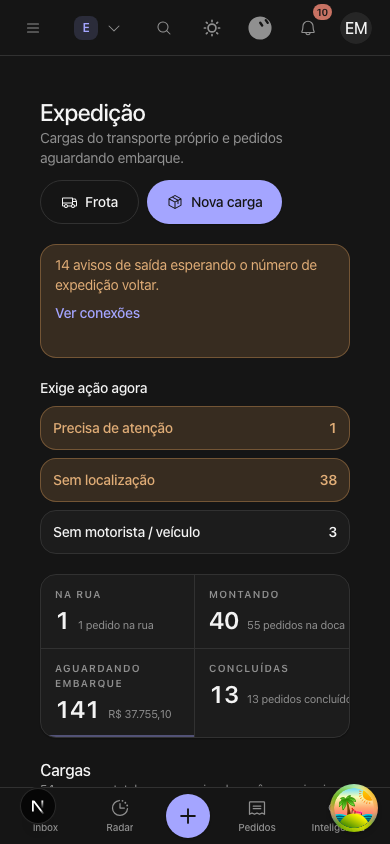 E
10
EM
Expedição
Cargas do transporte próprio e pedidos
aguardando embarque.
Frota
Nova carga
14 avisos de saída esperando o número de
expedição voltar.
Ver conexões
Exige ação agora
Precisa de atenção 1
Sem localização 38
Sem motorista / veículo 3
NA RUA
1 1 pedido na rua
MONTANDO
40 55 pedidos na doca
AGUARDANDO
EMBARQUE
141 R$ 37.755,10
CONCLUÍDAS
13 13 pedidos
Cargas
N
Inbox
Radar
Pedidos